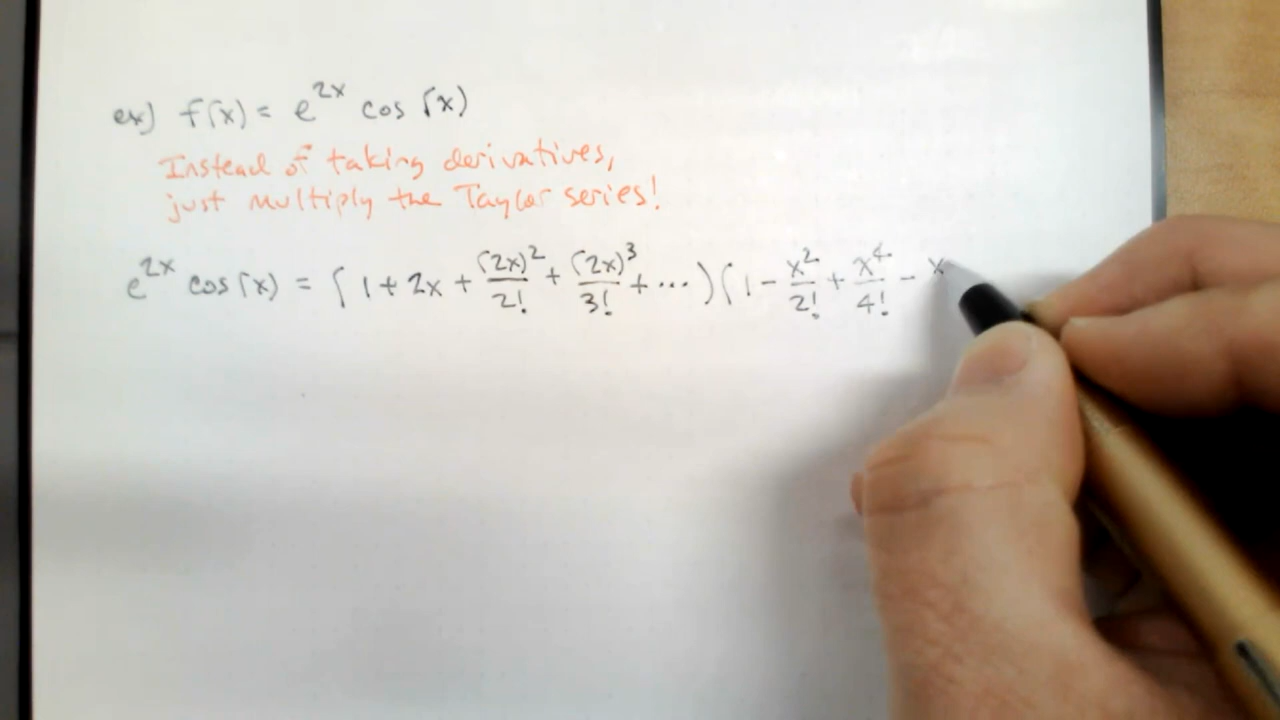 ex) f(x) = e^{2x} cos(x)
Instead of taking derivatives,
just multiply the Taylor series!
e^{2x} cos(x) = (1 + 2x + (2x)^2/2! + (2x)^3/3! + ...)(1 - x^2/2! + x^4/4! - x